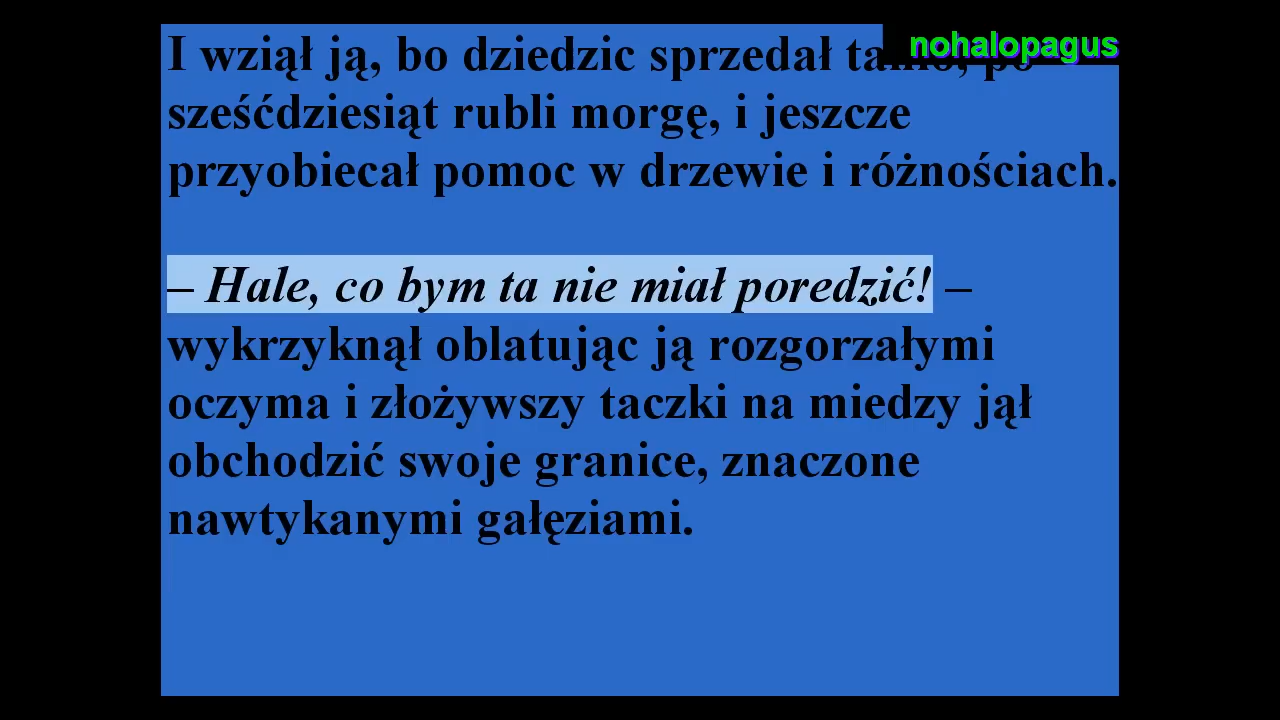 I wziął ją, bo dziedzic sprzedał
nohalopagus
sześćdziesiąt rubli morgę, i jeszcze
przyobiecał pomoc w drzewie i różnościach.
– Hale, co bym ta nie miał poredzić! –
wykrzyknął oblatując ją rozgorzałymi
oczyma i złożywszy taczki na miedzy jął
obchodzić swoje granice, znaczone
nawtykanymi gałęziami.